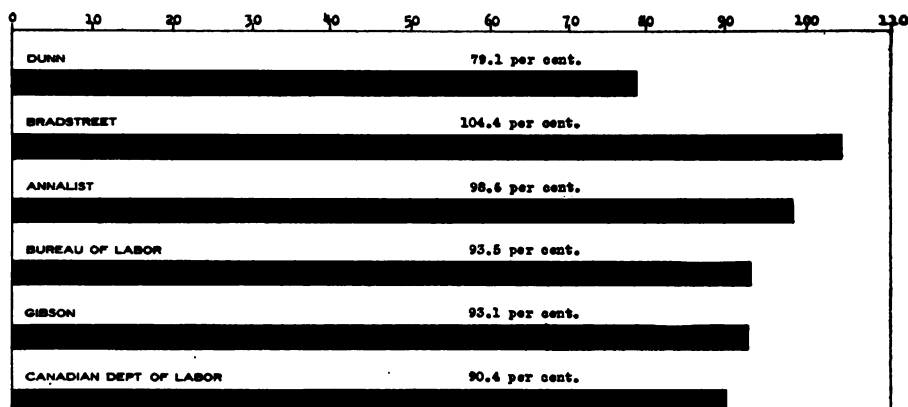 0 10 20 30 40 50 60 70 80 90 100 110
DUNN 79.1 per cent.
BRADSTREET 104.4 per cent.
ANNALIST 98.6 per cent.
BUREAU OF LABOR 93.5 per cent.
GIBSON 93.1 per cent.
CANADIAN DEPT OF LABOR 90.4 per cent.